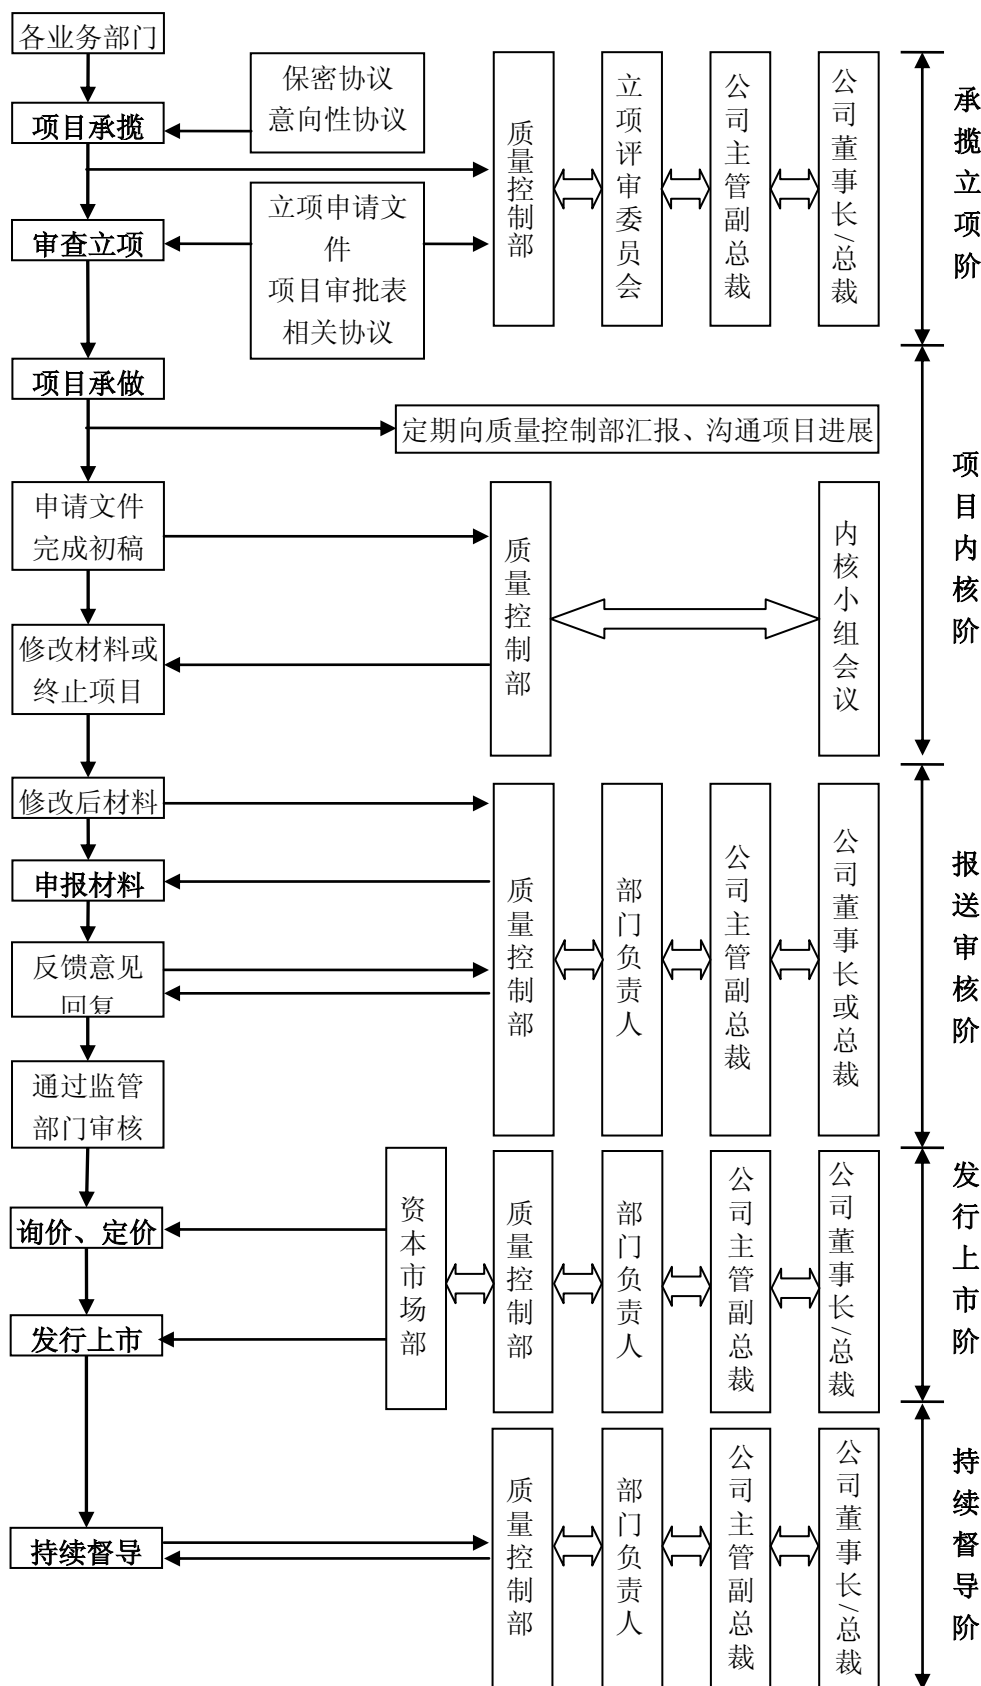 各业务部门
保密协议
意向性协议
项目承揽
立项申请文
件
项目审批表
相关协议
审查立项
质量控制部
立项评审委员会
公司主管副总裁
公司董事长/总裁
承揽立项阶
项目承做
定期向质量控制部汇报、沟通项目进展
申请文件
完成初稿
修改材料或
终止项目
质量控制部
内核小组会议
项目内核阶
修改后材料
申报材料
反馈意见
回复
通过监管
部门审核
质量控制部
部门负责人
公司主管副总裁
公司董事长或总裁
报送审核阶
询价、定价
发行上市
资本市场部
质量控制部
部门负责人
公司主管副总裁
公司董事长/总裁
发行上市阶
持续督导
质量控制部
部门负责人
公司主管副总裁
公司董事长/总裁
持续督导阶